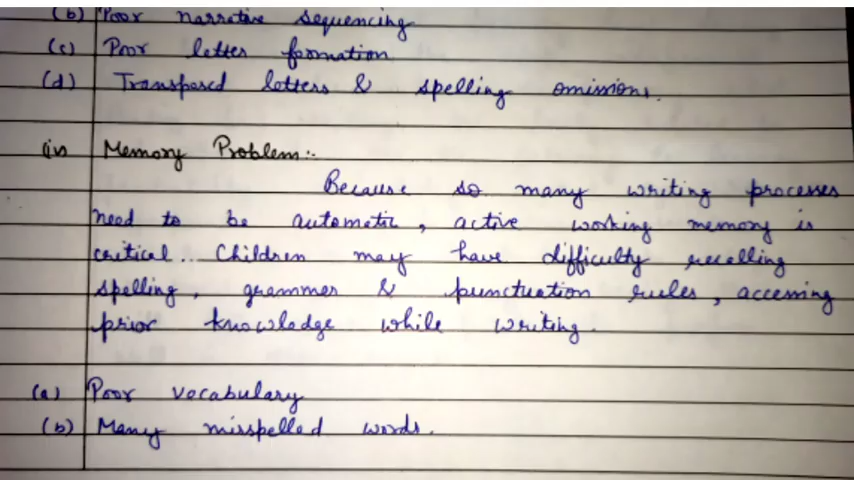 (b) Poor narrative sequencing
(c) Poor letter formation
(d) Transposed letters & spelling omissions.
(iv) Memory Problem:-
Because so many writing processes
need to be automatic, active working memory is
critical. Children may have difficulty recalling
spelling, grammer & punctuation rules, accessing
prior knowledge while writing.
(a) Poor vocabulary
(b) Many misspelled words.